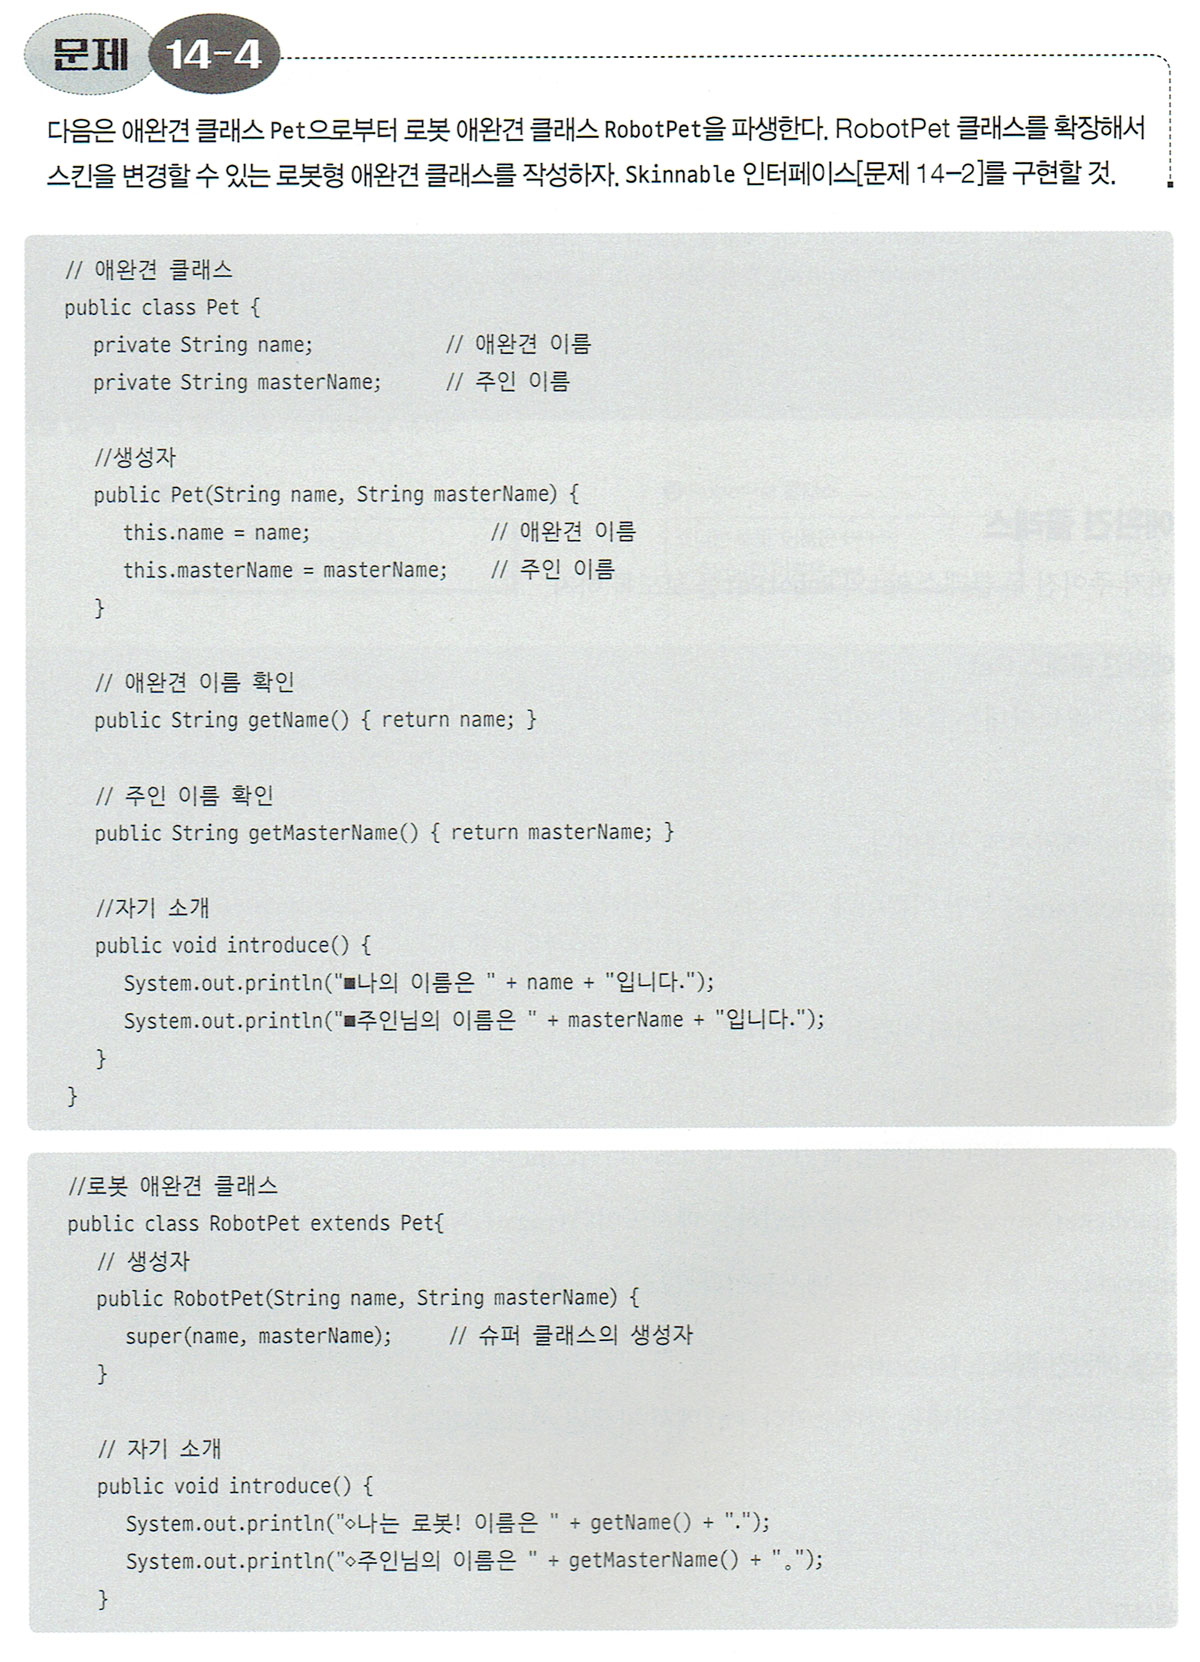 문제 14-4
다음은 애완견 클래스 Pet으로부터 로봇 애완견 클래스 RobotPet을 파생한다. RobotPet 클래스를 확장해서
스킨을 변경할 수 있는 로봇형 애완견 클래스를 작성하자. Skinnable 인터페이스[문제 14-2]를 구현할 것.
// 애완견 클래스
public class Pet {
private String name; // 애완견 이름
private String masterName; // 주인 이름
//생성자
public Pet(String name, String masterName) {
this.name = name; // 애완견 이름
this.masterName = masterName; // 주인 이름
}
// 애완견 이름 확인
public String getName() { return name; }
// 주인 이름 확인
public String getMasterName() { return masterName; }
//자기 소개
public void introduce() {
System.out.println("■나의 이름은 " + name + "입니다.");
System.out.println("■주인님의 이름은 " + masterName + "입니다.");
}
}
//로봇 애완견 클래스
public class RobotPet extends Pet{
// 생성자
public RobotPet(String name, String masterName) {
super(name, masterName); // 슈퍼 클래스의 생성자
}
// 자기 소개
public void introduce() {
System.out.println("◇나는 로봇! 이름은 " + getName() + ".");
System.out.println("◇주인님의 이름은 " + getMasterName() + "。");
}